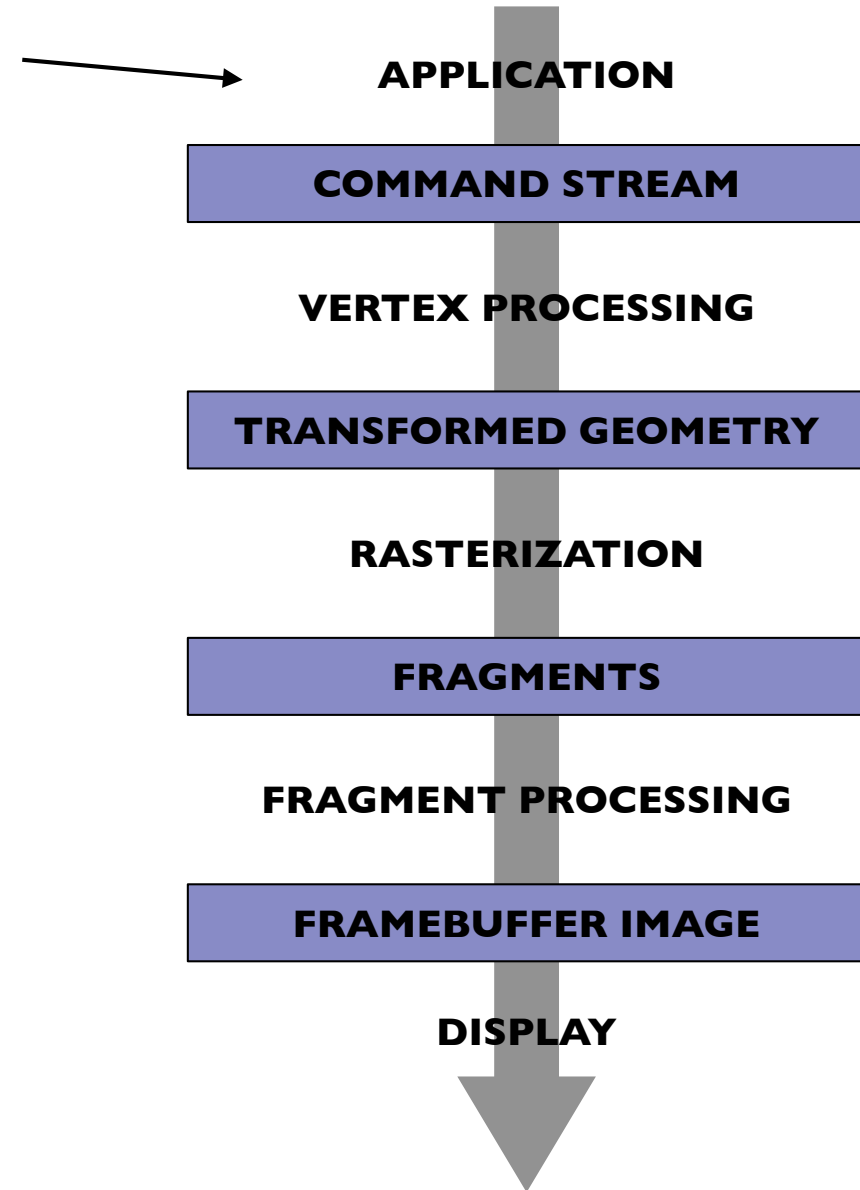 APPLICATION
COMMAND STREAM
VERTEX PROCESSING
TRANSFORMED GEOMETRY
RASTERIZATION
FRAGMENTS
FRAGMENT PROCESSING
FRAMEBUFFER IMAGE
DISPLAY